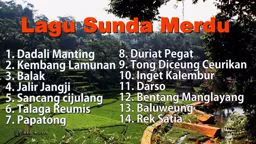 Lagu Sunda Merdu
1. Dadali Manting
2. Kembang Lamunan
3. Balak
4. Jalir Jangji
5. Sancang cijulang
6. Talaga Reumis
7. Papatong
8. Duriat Pegat
9. Tong Diceung Ceurikan
10. Inget Kalembur
11. Darso
12. Bentang Manglayang
13. Baluweung
14. Rek Satia